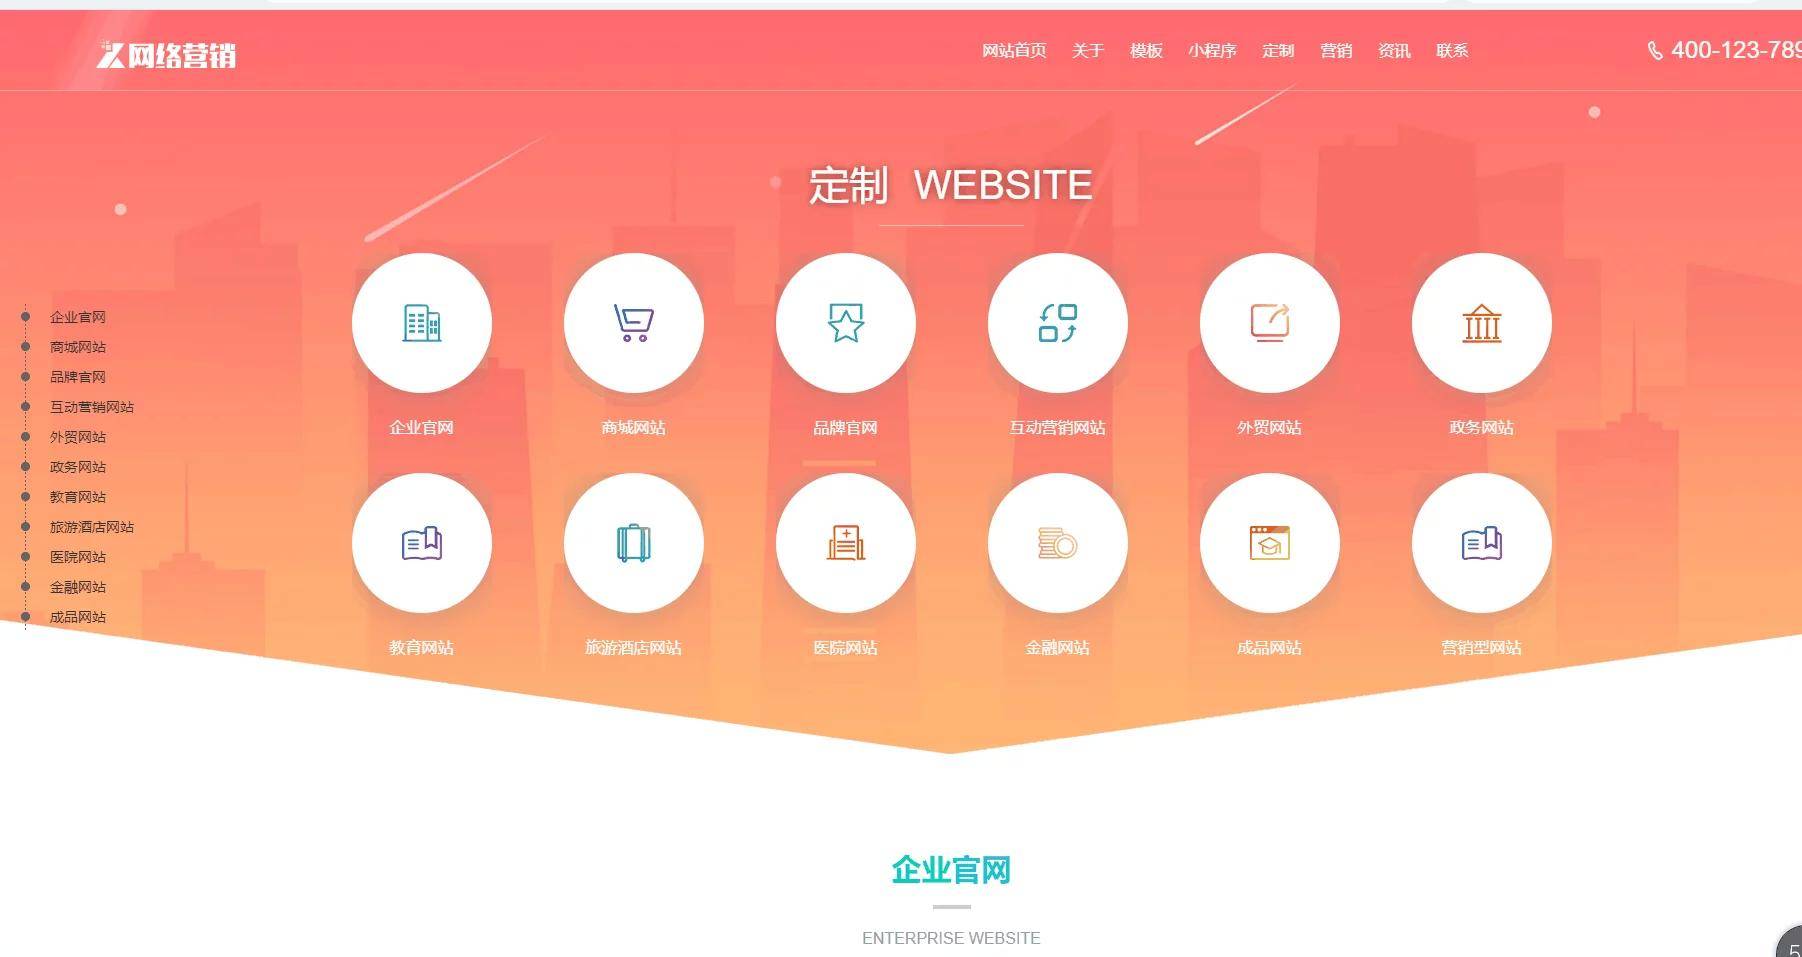 网络营销
网站首页 关于 模板 小程序 定制 营销 资讯 联系
400-123-789
定制 WEBSITE
企业官网
商城网站
品牌官网
互动营销网站
外贸网站
政务网站
教育网站
旅游酒店网站
医院网站
金融网站
成品网站
企业官网 商城网站 品牌官网 互动营销网站 外贸网站 政务网站
教育网站 旅游酒店网站 医院网站 金融网站 成品网站 营销型网站
企业官网
ENTERPRISE WEBSITE
5